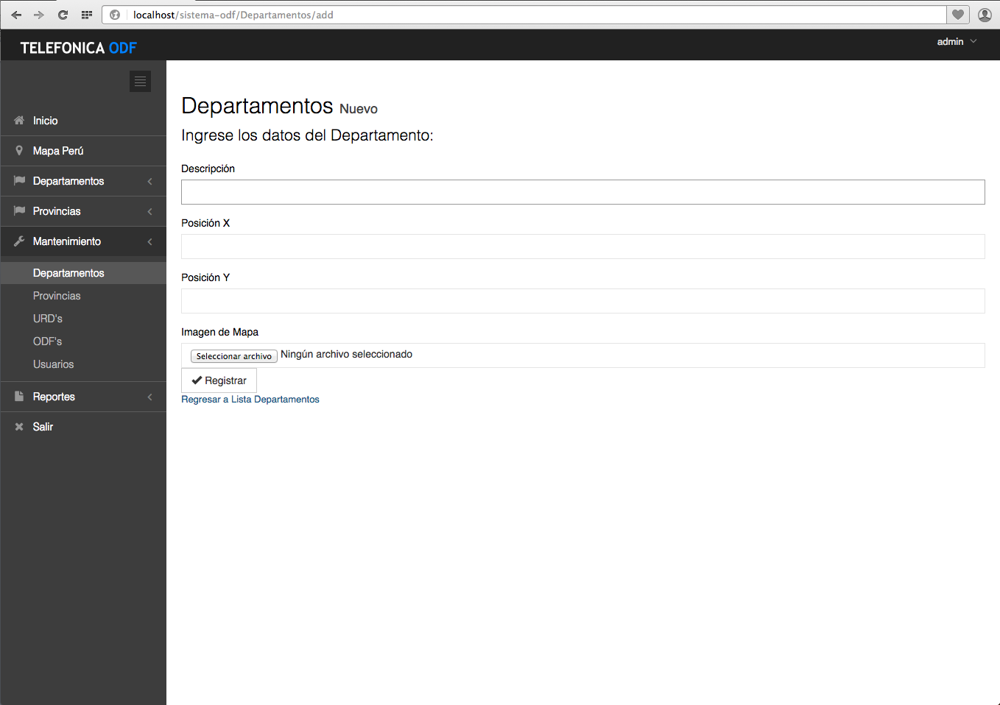 localhost/sistema-odf/Departamentos/add
TELEFONICA ODF
admin
Inicio
Mapa Perú
Departamentos
Provincias
Mantenimiento
Departamentos
Provincias
URD's
ODF's
Usuarios
Reportes
Salir
Departamentos Nuevo
Ingrese los datos del Departamento:
Descripción
Posición X
Posición Y
Imagen de Mapa
Seleccionar archivo Ningún archivo seleccionado
Registrar
Regresar a Lista Departamentos